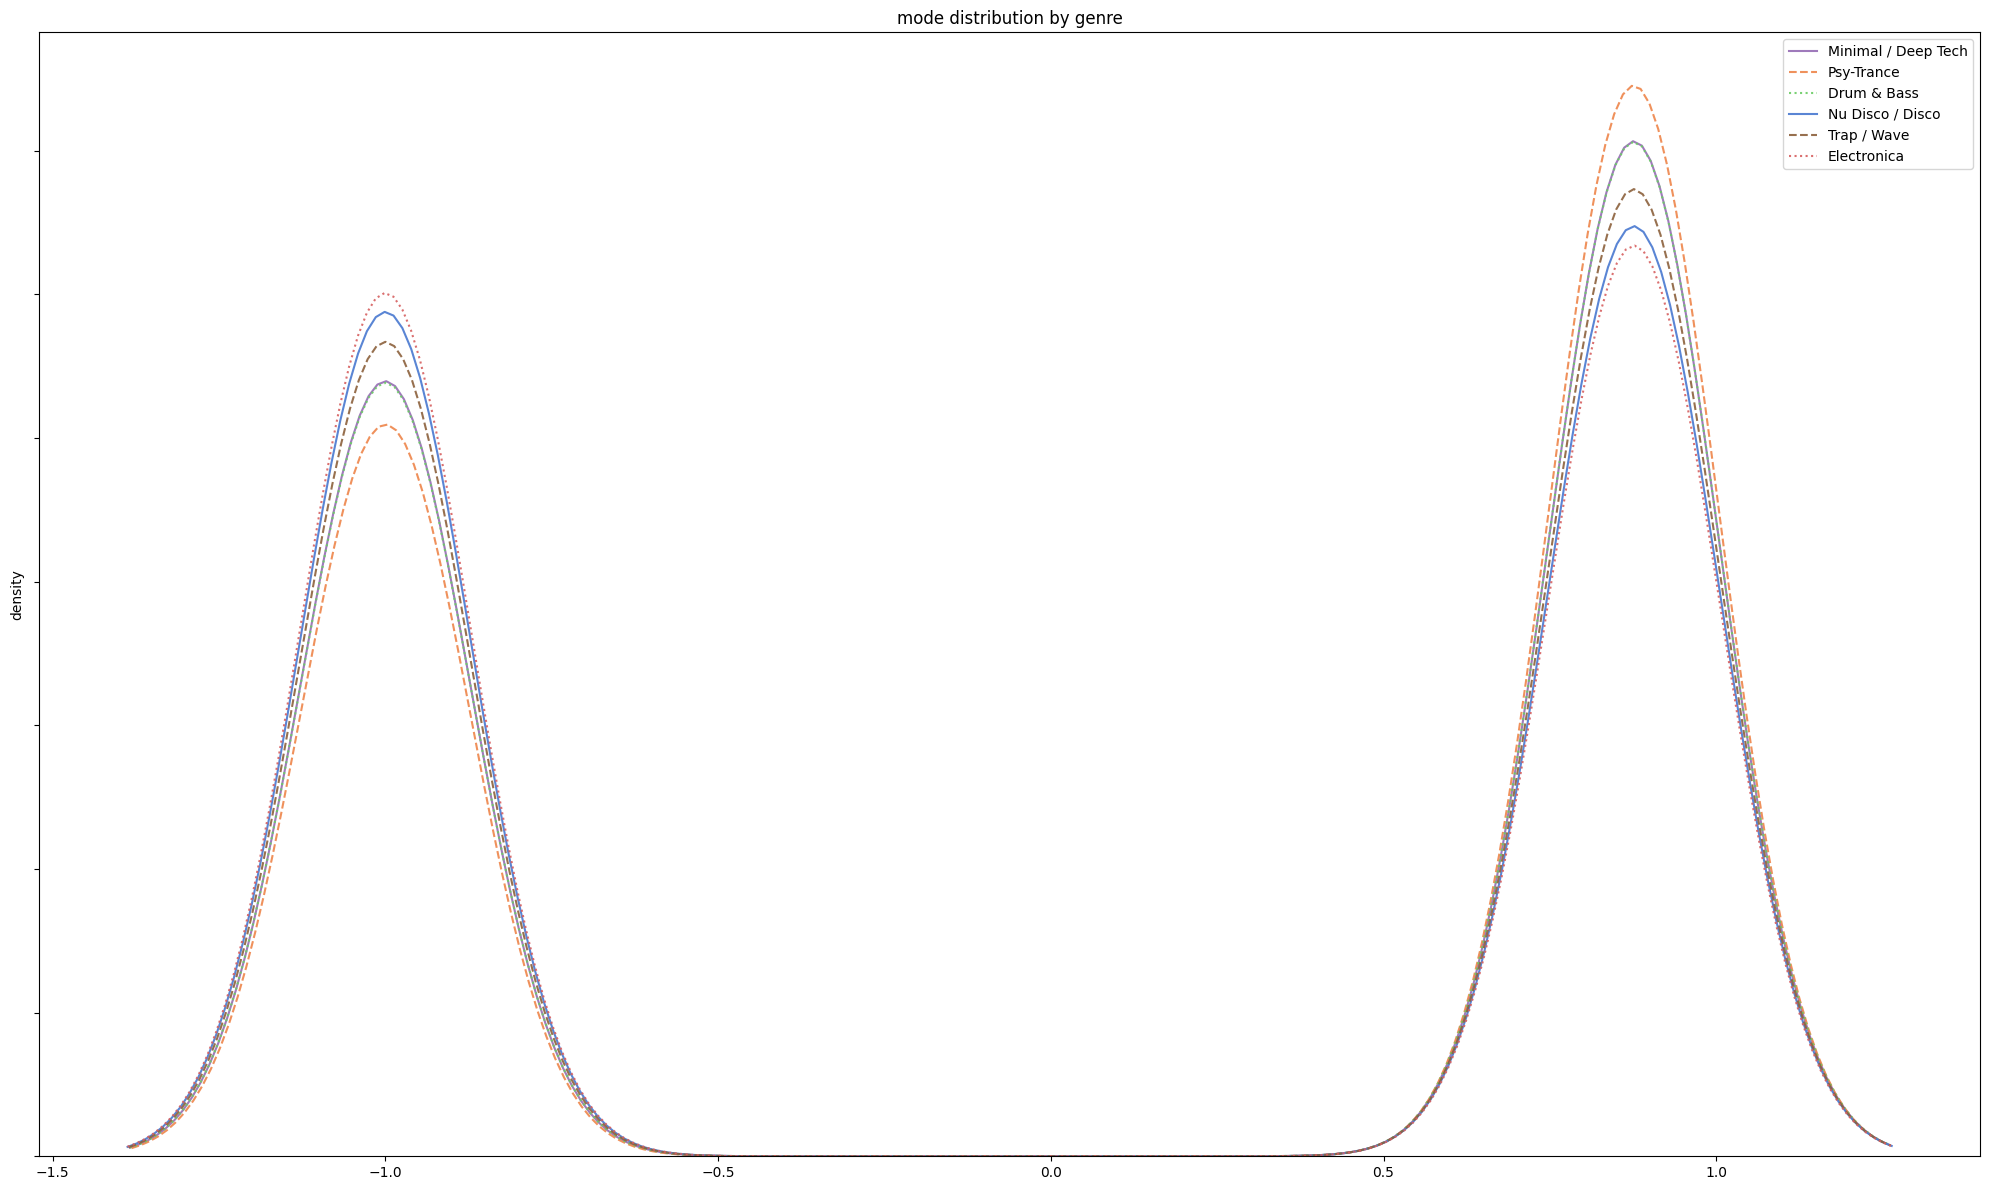 mode distribution by genre
Minimal / Deep Tech
Psy-Trance
Drum & Bass
Nu Disco / Disco
Trap / Wave
Electronica
density
−1.5
−1.0
−0.5
0.0
0.5
1.0